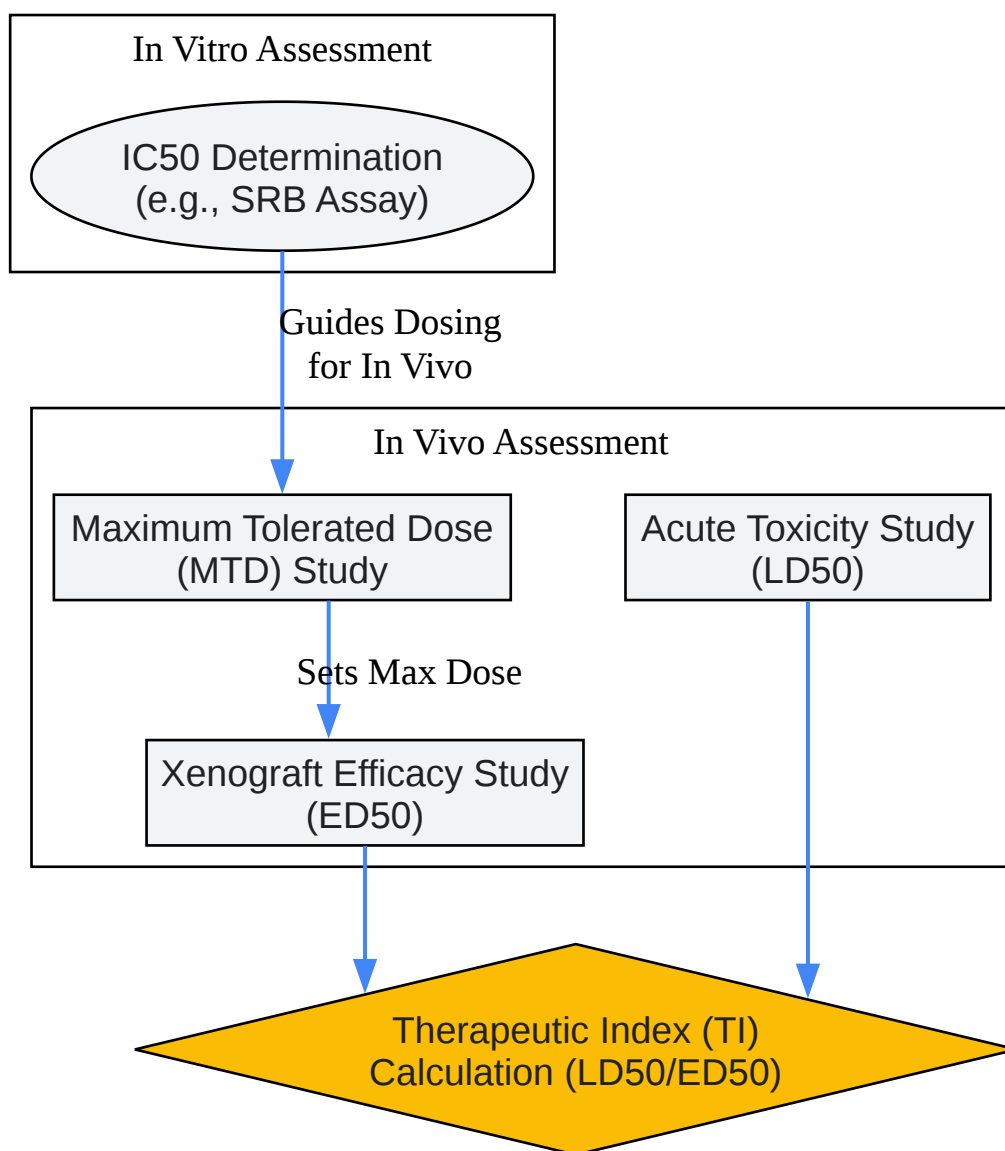 In Vitro Assessment
IC50 Determination
(e.g., SRB Assay)
Guides Dosing
for In Vivo
In Vivo Assessment
Maximum Tolerated Dose
(MTD) Study
Acute Toxicity Study
(LD50)
Sets Max Dose
Xenograft Efficacy Study
(ED50)
Therapeutic Index (TI)
Calculation (LD50/ED50)